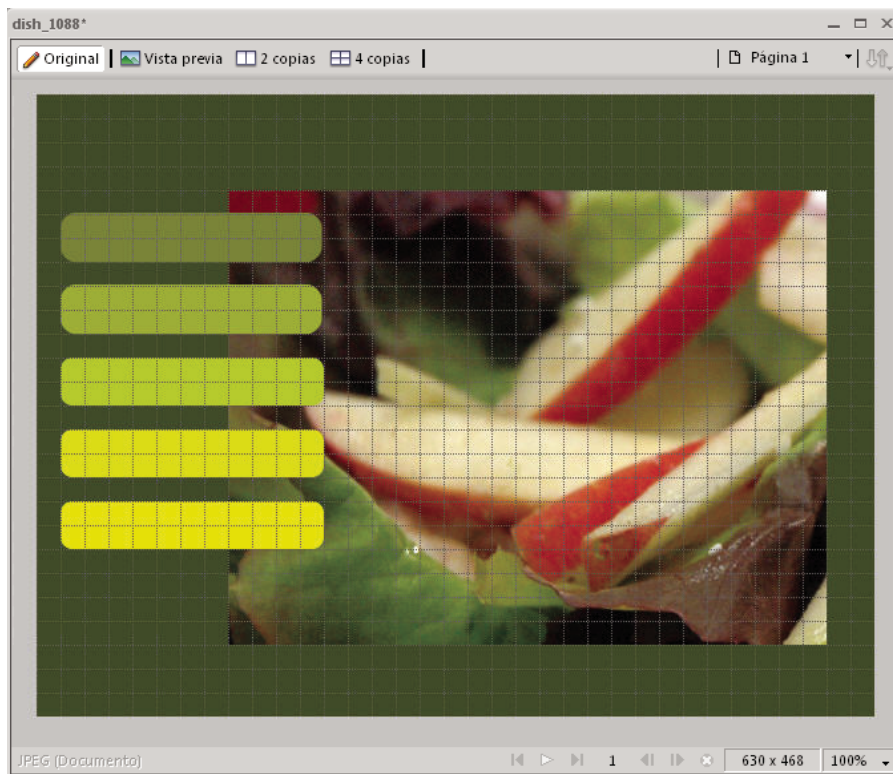 dish_1088*
Original Vista previa 2 copias 4 copias Página 1
JPEG (Documento) 1 630 x 468 100%